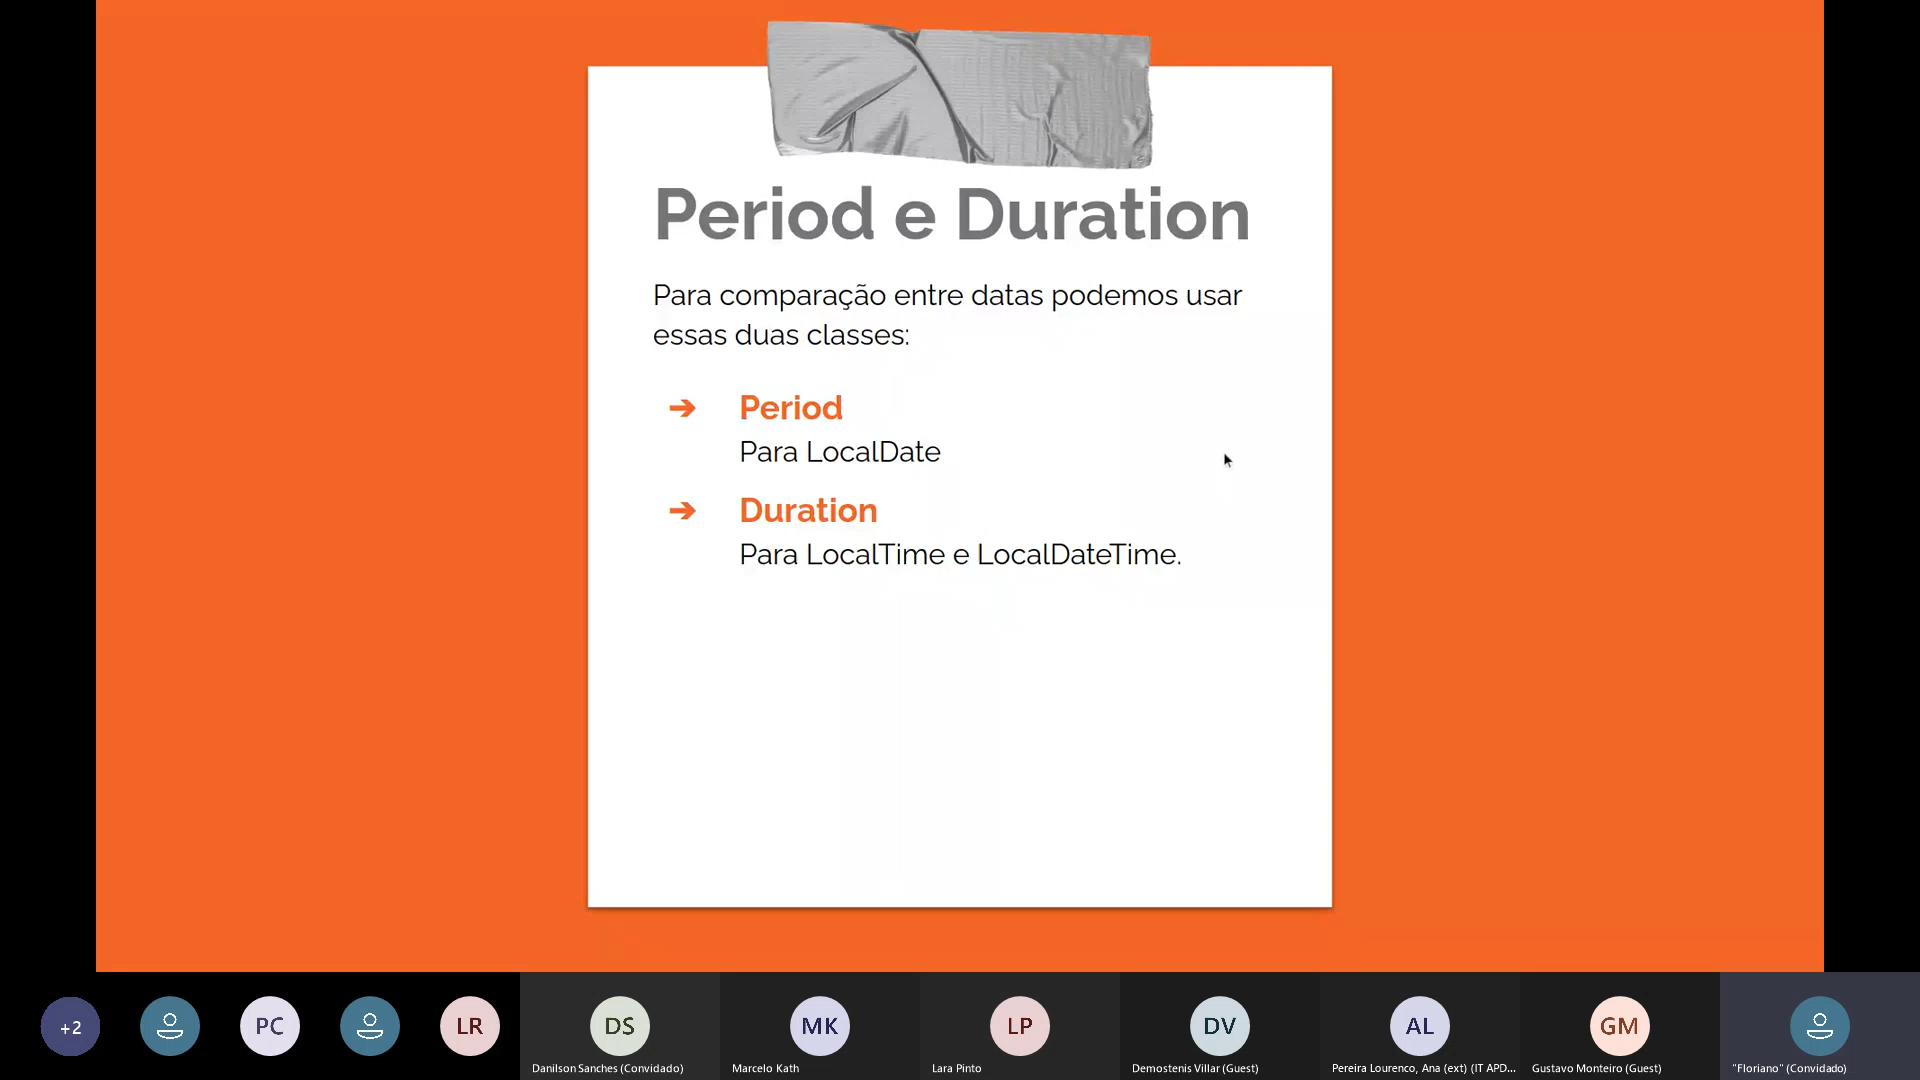 Period e Duration
Para comparação entre datas podemos usar
essas duas classes:
➔ Period
Para LocalDate
➔ Duration
Para LocalTime e LocalDateTime.
+2
PC
LR
DS
MK
LP
DV
AL
GM
Danilson Sanches (Convidado)
Marcelo Kath
Lara Pinto
Demostenis Villar (Guest)
Pereira Lourenco, Ana (ext) (IT APD...
Gustavo Monteiro (Guest)
"Floriano" (Convidado)